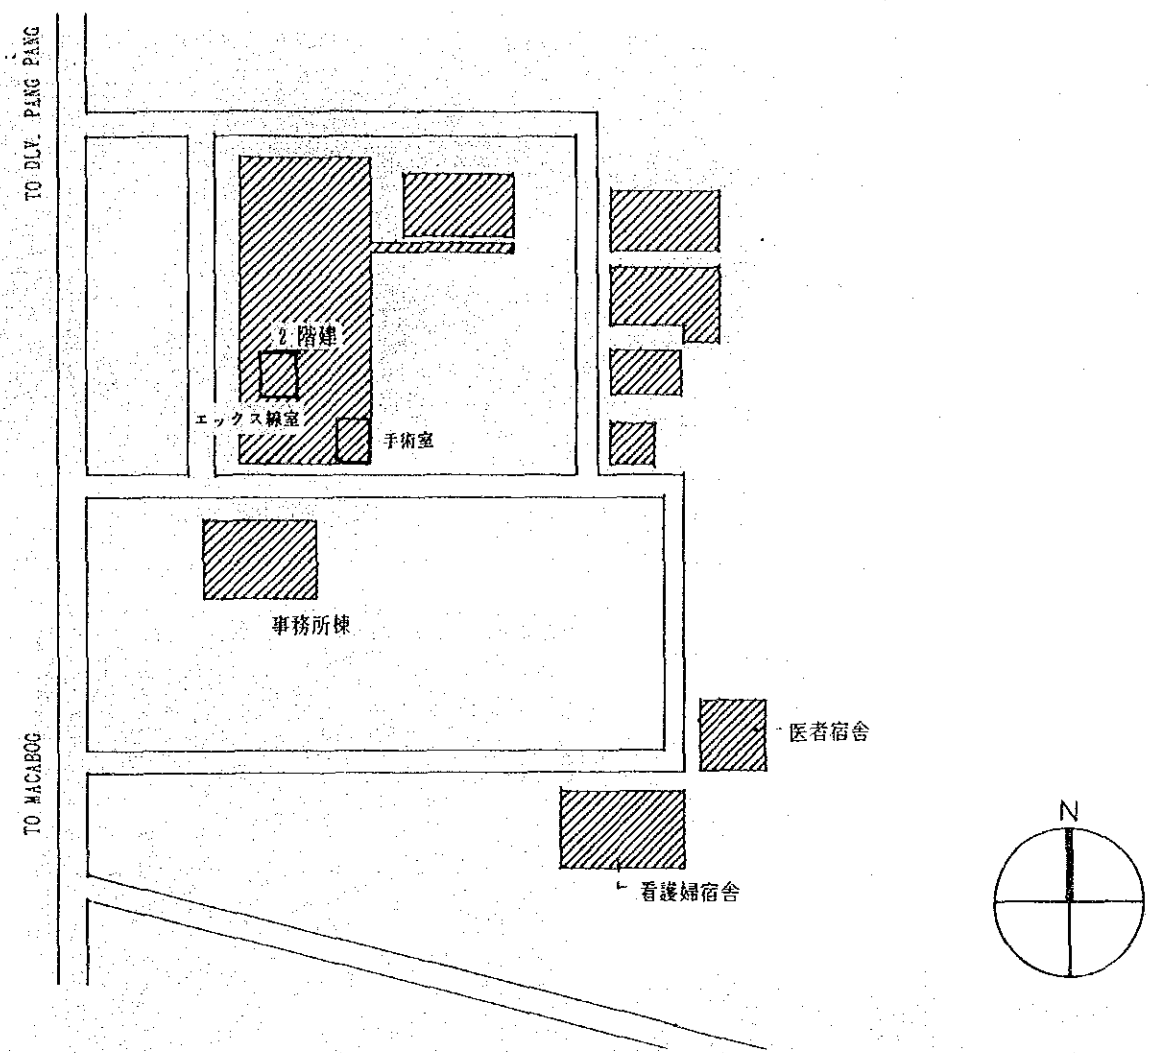 TO DLV. PANG PANG
2階建
エックス線室
手術室
事務所棟
TO MACABOG
医者宿舎
看護婦宿舎
N